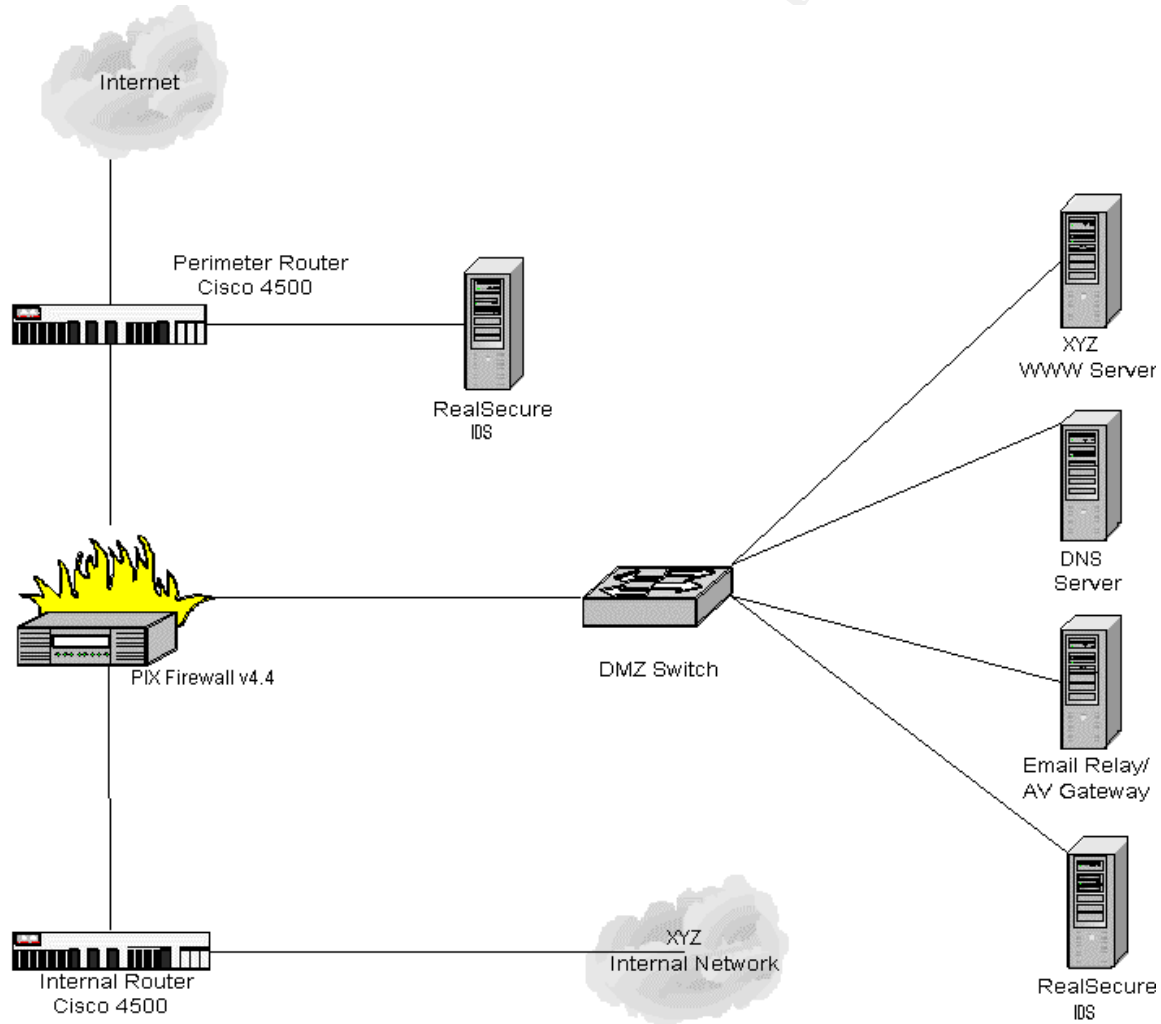 Internet
Perimeter Router
Cisco 4500
RealSecure
IDS
XYZ
WWW Server
DNS
Server
PIX Firewall v4.4
DMZ Switch
Email Relay/
AV Gateway
XYZ
Internal Network
Internal Router
Cisco 4500
RealSecure
IDS